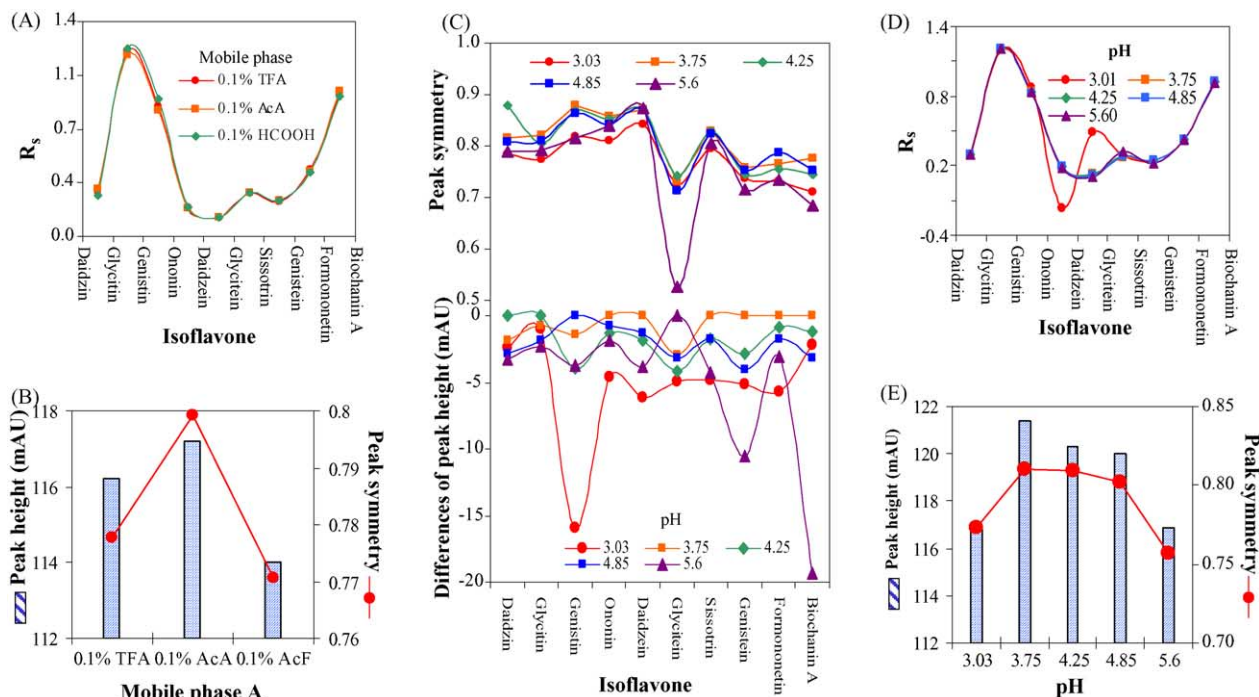 (A)
1.4
1.1
0.7
0.4
0.0
Rs
Mobile phase
0.1% TFA
0.1% AcA
0.1% HCOOH
Daidzin
Glycitin
Genistin
Ononin
Daidzein
Glycitein
Sissotrin
Genistein
Formononetin
Biochanin A
Isoflavone
(B)
118
116
114
112
Peak height (mAU)
0.8
0.79
0.78
0.77
0.76
Peak symmetry
0.1% TFA 0.1% AcA 0.1% AcF
Mobile phase A
(C)
1.0
0.9
0.8
0.7
0.6
0.5
Peak symmetry
3.03 3.75 4.25
4.85 5.6
0
-5
-10
-15
-20
Differences of peak height (mAU)
pH
3.03 3.75 4.25
4.85 5.6
Daidzin
Glycitin
Genistin
Ononin
Daidzein
Glycitein
Sissotrin
Genistein
Formononetin
Biochanin A
Isoflavone
(D)
1.4
0.8
0.2
-0.4
Rs
pH
3.01 3.75
4.25 4.85
5.60
Daidzin
Glycitin
Genistin
Ononin
Daidzein
Glycitein
Sissotrin
Genistein
Formononetin
Biochanin A
Isoflavone
(E)
122
120
118
116
114
112
Peak height (mAU)
0.85
0.80
0.75
0.70
Peak symmetry
3.03 3.75 4.25 4.85 5.6
pH